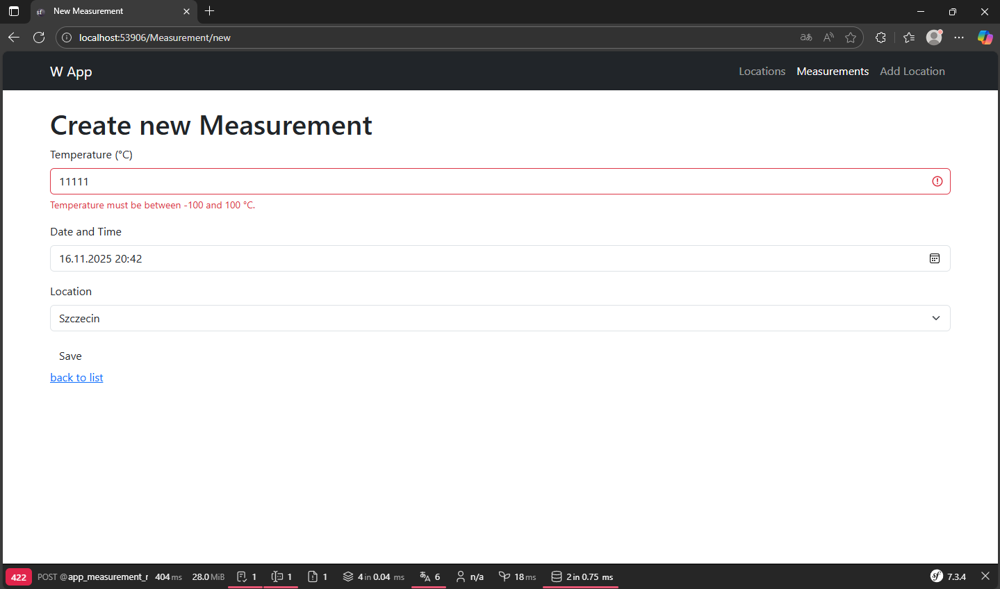 New Measurement
localhost:53906/Measurement/new
W App
Locations Measurements Add Location
Create new Measurement
Temperature (°C)
11111
Temperature must be between -100 and 100 °C.
Date and Time
16.11.2025 20:42
Location
Szczecin
Save
back to list
422 POST @app_measurement_ 404 ms 28.0 MiB 1 1 1 4 in 0.04 ms 6 n/a 18 ms 2 in 0.75 ms sf 7.3.4